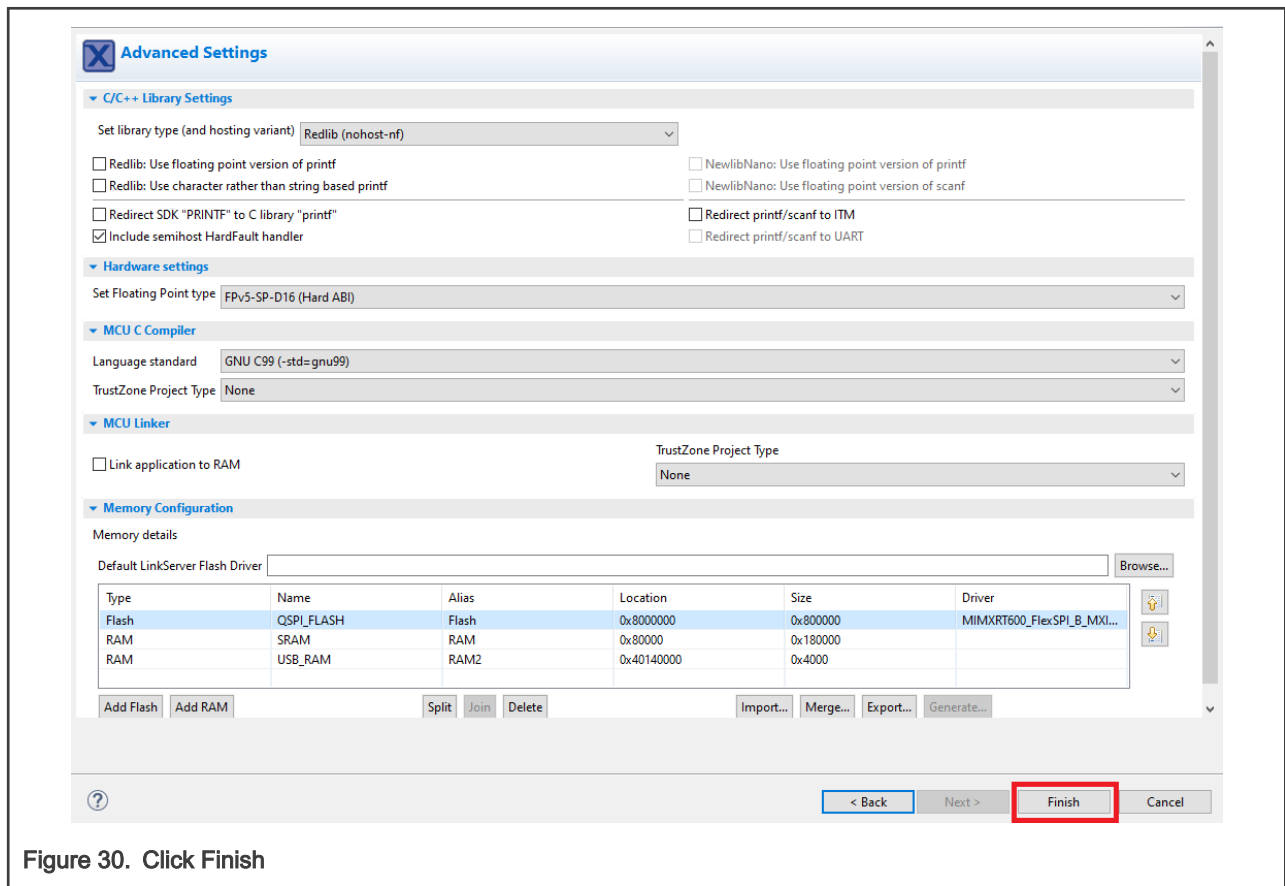 Advanced Settings
C/C++ Library Settings
Set library type (and hosting variant) Redlib (nohost-nf)
Redlib: Use floating point version of printf
NewlibNano: Use floating point version of printf
Redlib: Use character rather than string based printf
NewlibNano: Use floating point version of scanf
Redirect SDK "PRINTF" to C library "printf"
Redirect printf/scanf to ITM
Include semihost HardFault handler
Redirect printf/scanf to UART
Hardware settings
Set Floating Point type FPv5-SP-D16 (Hard ABI)
MCU C Compiler
Language standard GNU C99 (-std=gnu99)
TrustZone Project Type None
MCU Linker
Link application to RAM
TrustZone Project Type
None
Memory Configuration
Memory details
Default LinkServer Flash Driver Browse...
Type Name Alias Location Size Driver
Flash QSPI_FLASH Flash 0x8000000 0x800000 MIMXRT600_FlexSPI_B_MXI...
RAM SRAM RAM 0x80000 0x180000
RAM USB_RAM RAM2 0x40140000 0x4000
Add Flash Add RAM Split Join Delete Import... Merge... Export... Generate...
? < Back Next > Finish Cancel
Figure 30. Click Finish